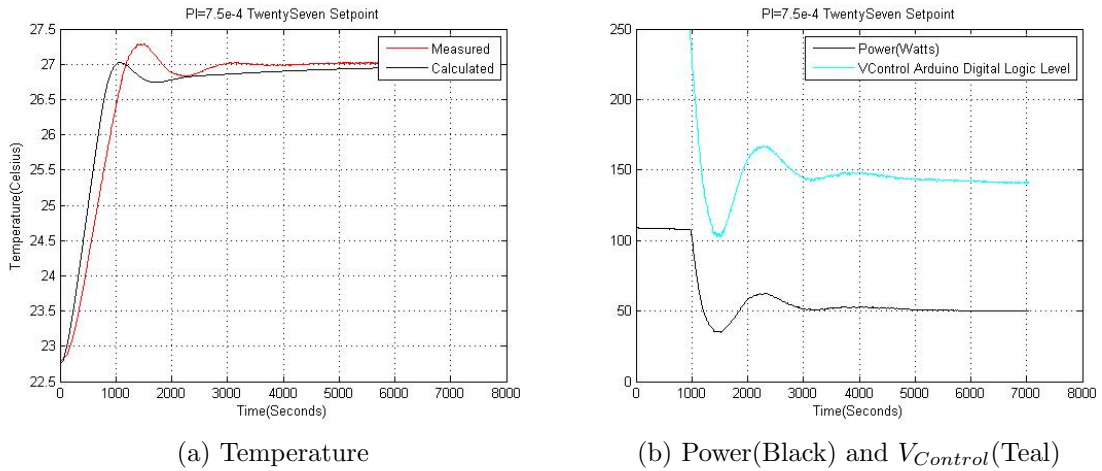 PI=7.5e-4 TwentySeven Setpoint
27.5
27
26.5
26
25.5
25
24.5
24
23.5
23
22.5
Temperature(Celsius)
Measured
Calculated
0 1000 2000 3000 4000 5000 6000 7000 8000
Time(Seconds)
(a) Temperature
PI=7.5e-4 TwentySeven Setpoint
250
200
150
100
50
0
Power(Watts)
VControl Arduino Digital Logic Level
0 1000 2000 3000 4000 5000 6000 7000 8000
Time(Seconds)
(b) Power(Black) and VControl(Teal)